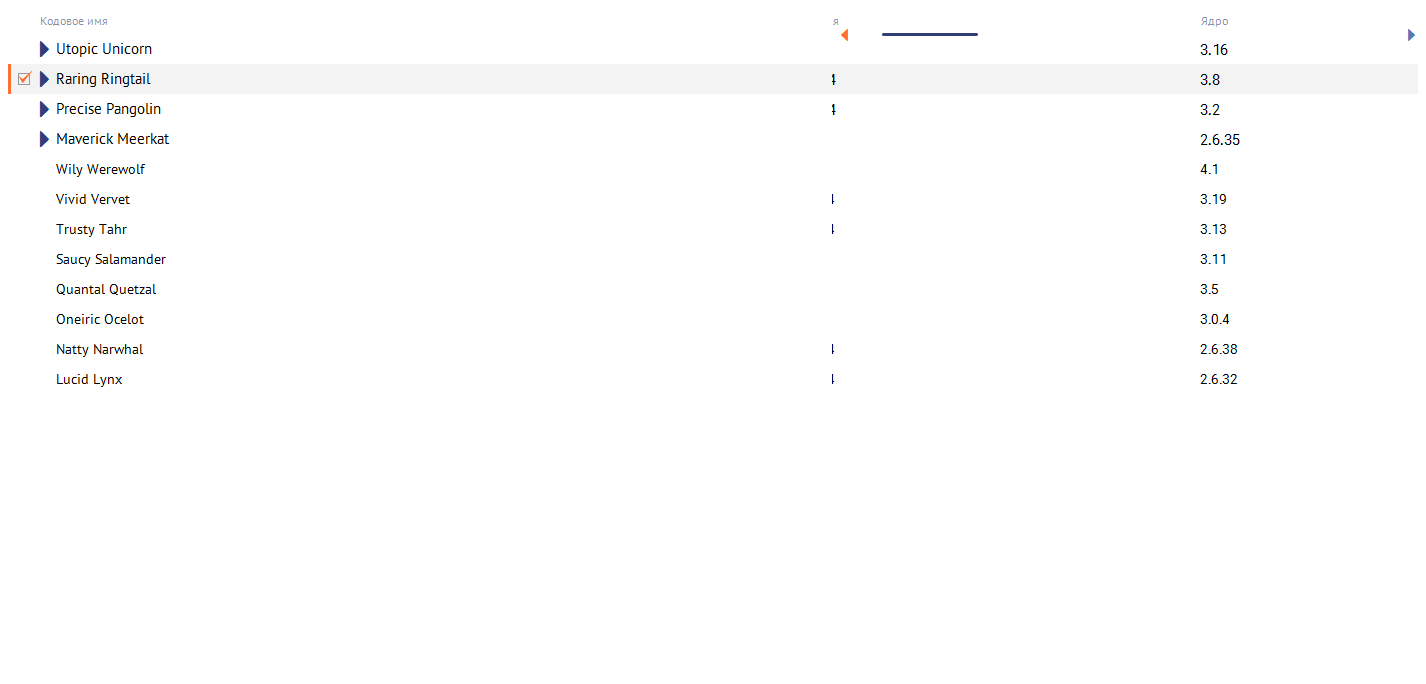 Кодовое имя я Ядро
Utopic Unicorn 3.16
Raring Ringtail 4 3.8
Precise Pangolin 4 3.2
Maverick Meerkat 2.6.35
Wily Werewolf 4.1
Vivid Vervet 3.19
Trusty Tahr 3.13
Saucy Salamander 3.11
Quantal Quetzal 3.5
Oneiric Ocelot 3.0.4
Natty Narwhal 2.6.38
Lucid Lynx 2.6.32